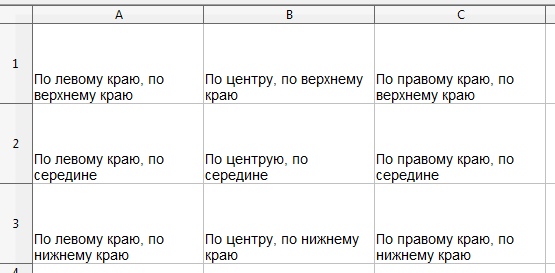 A B C
1
По левому краю, по
верхнему краю
По центру, по верхнему
краю
По правому краю, по
верхнему краю
2
По левому краю, по
середине
По центрую, по
середине
По правому краю, по
середине
3
По левому краю, по
нижнему краю
По центру, по нижнему
краю
По правому краю, по
нижнему краю